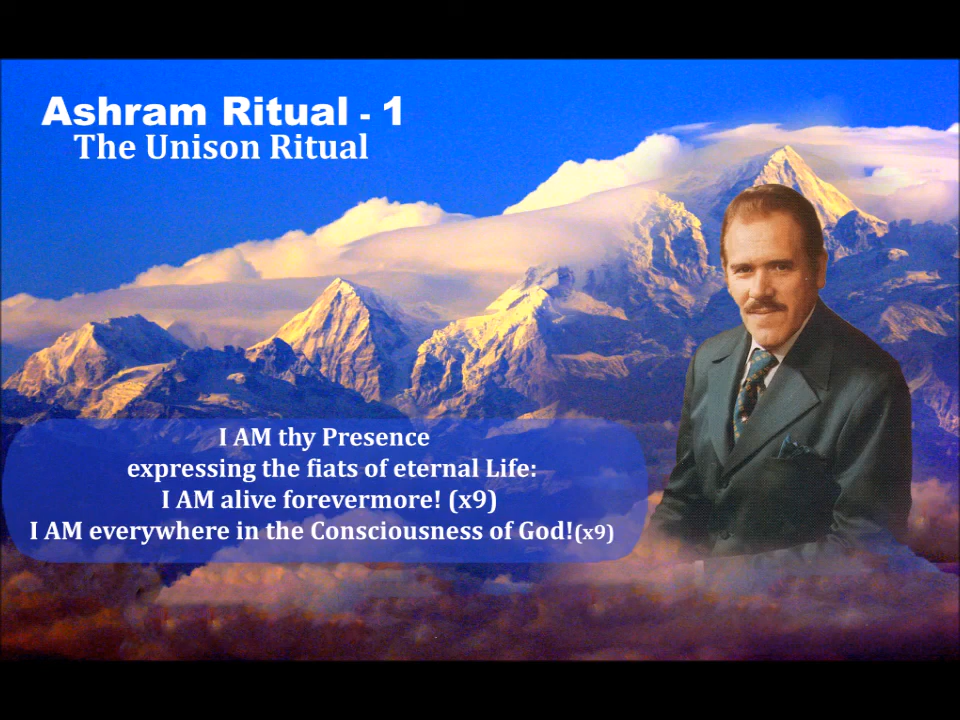 Ashram Ritual - 1
The Unison Ritual
I AM thy Presence
expressing the fiats of eternal Life:
I AM alive forevermore! (x9)
I AM everywhere in the Consciousness of God!(x9)